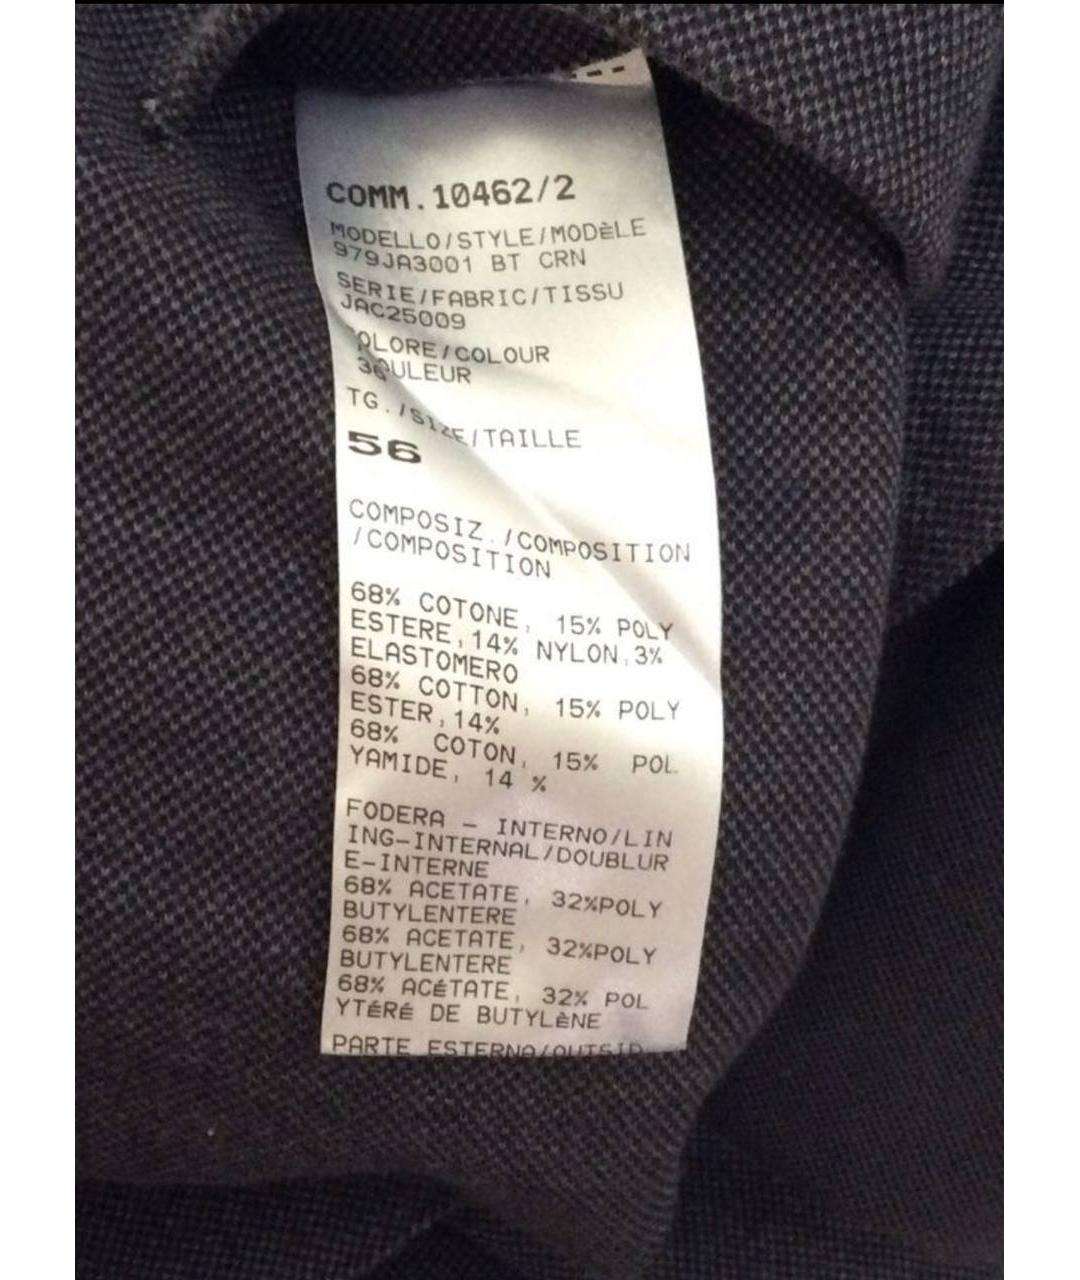 COMM.10462/2
MODELLO/STYLE/MODèLE
979JA3001 BT CRN
SERIE/FABRIC/TISSU
JAC25009
OLORE/COLOUR
ULEUR
TG./SIZE/TAILLE
56
COMPOSIZ./COMPOSITION
/COMPOSITION
68% COTONE, 15% POLY
ESTERE,14% NYLON,3%
ELASTOMERO
68% COTTON, 15% POLY
ESTER,14%
68% COTON, 15% POL
YAMIDE, 14 %
FODERA - INTERNO/LIN
ING-INTERNAL/DOUBLUR
E-INTERNE
68% ACETATE, 32%POLY
BUTYLENTERE
68% ACETATE, 32%POLY
BUTYLENTERE
68% ACéTATE, 32% POL
YTéRé DE BUTYLèNE
PARTE ESTERNA/OUTSID